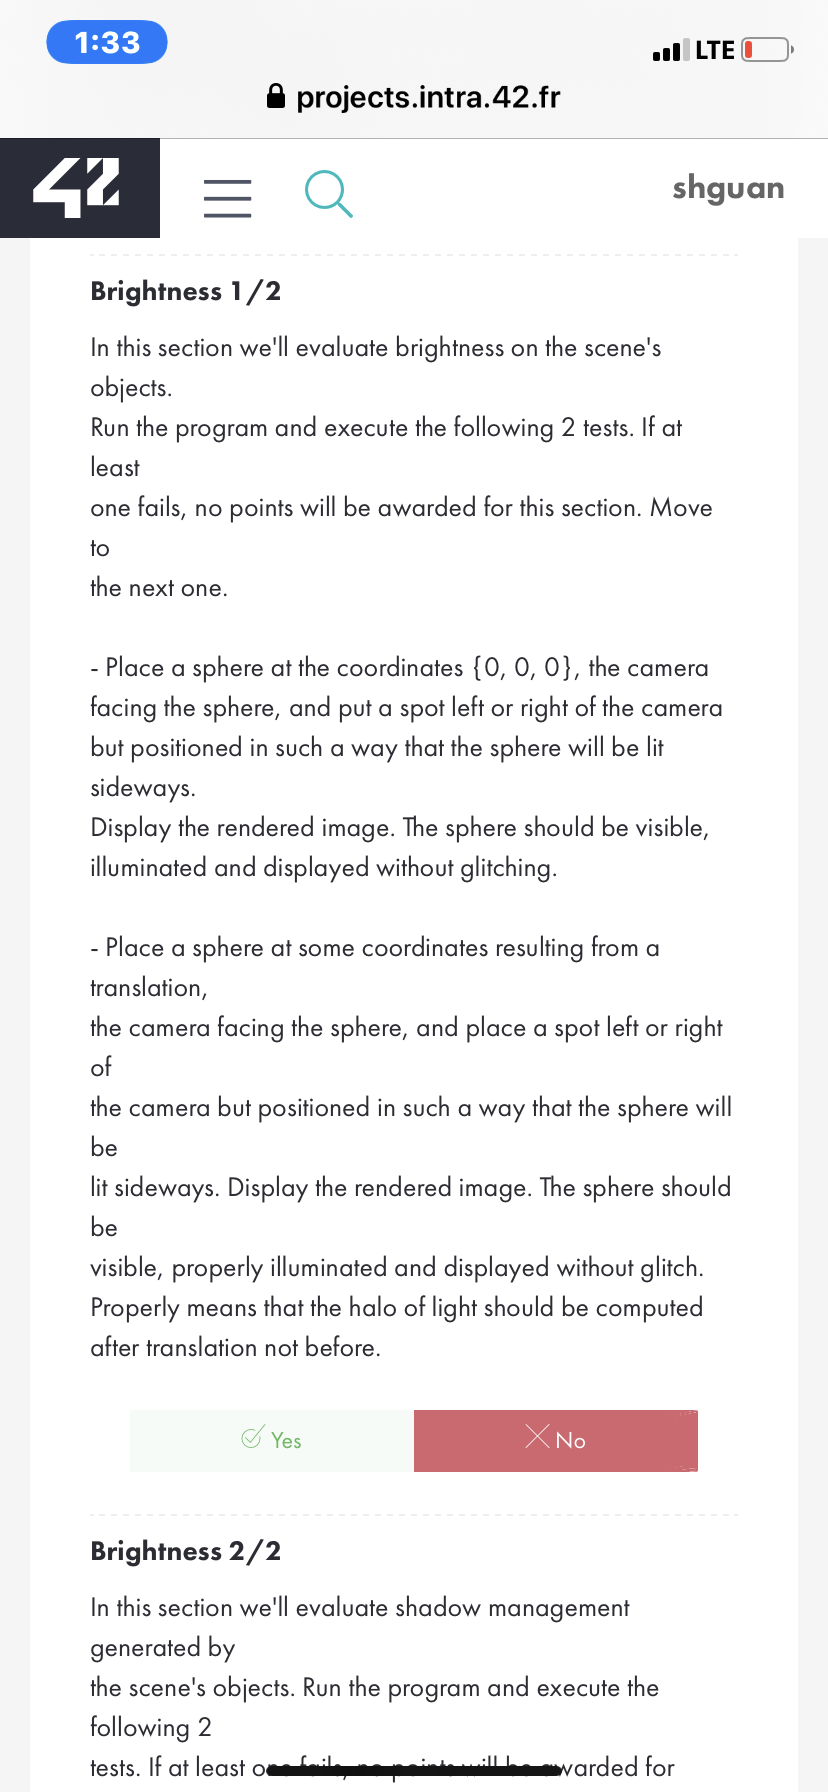 1:33
LTE
projects.intra.42.fr
42
shguan
Brightness 1/2
In this section we'll evaluate brightness on the scene's
objects.
Run the program and execute the following 2 tests. If at
least
one fails, no points will be awarded for this section. Move
to
the next one.
- Place a sphere at the coordinates {0, 0, 0}, the camera
facing the sphere, and put a spot left or right of the camera
but positioned in such a way that the sphere will be lit
sideways.
Display the rendered image. The sphere should be visible,
illuminated and displayed without glitching.
- Place a sphere at some coordinates resulting from a
translation,
the camera facing the sphere, and place a spot left or right
of
the camera but positioned in such a way that the sphere will
be
lit sideways. Display the rendered image. The sphere should
be
visible, properly illuminated and displayed without glitch.
Properly means that the halo of light should be computed
after translation not before.
Yes
No
Brightness 2/2
In this section we'll evaluate shadow management
generated by
the scene's objects. Run the program and execute the
following 2
tests. If at least one fails, no points will be awarded for